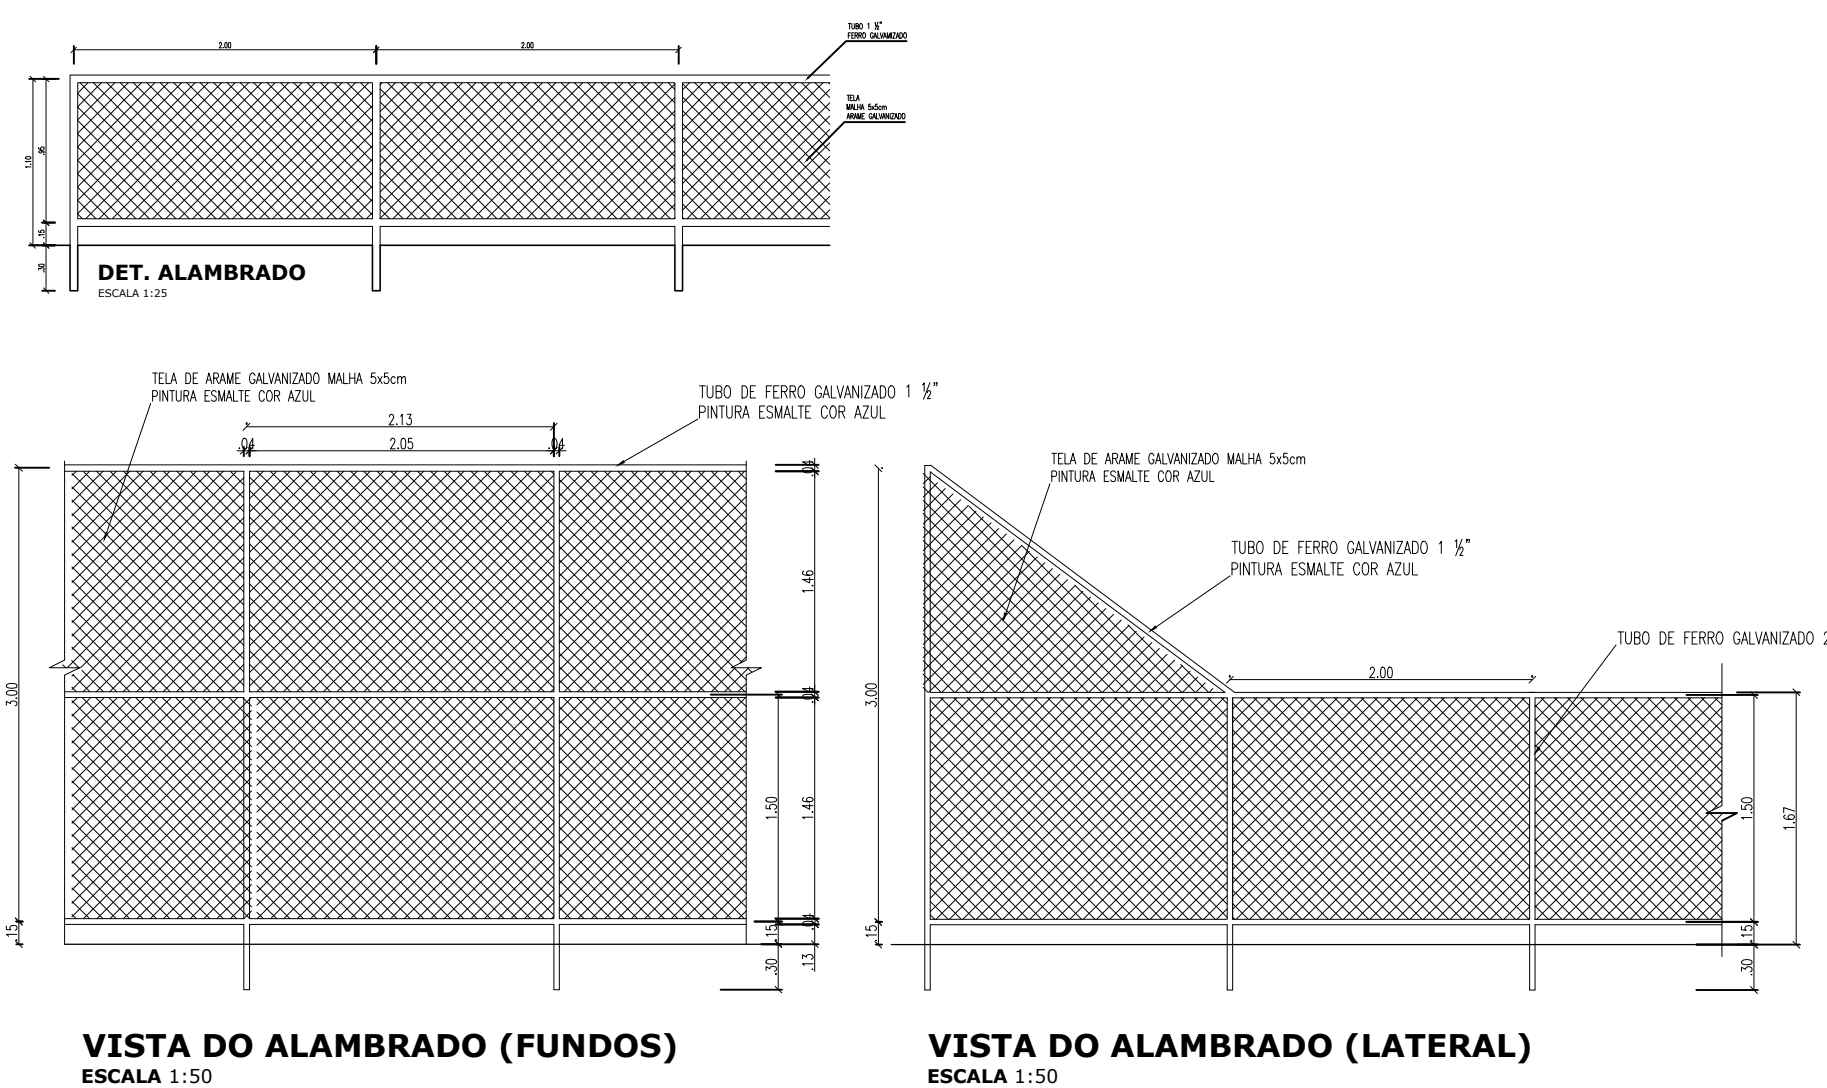 2.00
2.00
TUBO 1 ½"
FERRO GALVANIZADO
TELA
MALHA 5x5cm
ARAME GALVANIZADO
1.10
.95
.15
.30
DET. ALAMBRADO
ESCALA 1:25
TELA DE ARAME GALVANIZADO MALHA 5x5cm
PINTURA ESMALTE COR AZUL
TUBO DE FERRO GALVANIZADO 1 ½"
PINTURA ESMALTE COR AZUL
2.13
.04
2.05
.04
3.00
.15
.04
1.46
.04
1.50
1.46
.04
.15
.30
.13
VISTA DO ALAMBRADO (FUNDOS)
ESCALA 1:50
TELA DE ARAME GALVANIZADO MALHA 5x5cm
PINTURA ESMALTE COR AZUL
TUBO DE FERRO GALVANIZADO 1 ½"
PINTURA ESMALTE COR AZUL
TUBO DE FERRO GALVANIZADO 2
2.00
3.00
.15
1.50
1.67
.15
.30
VISTA DO ALAMBRADO (LATERAL)
ESCALA 1:50